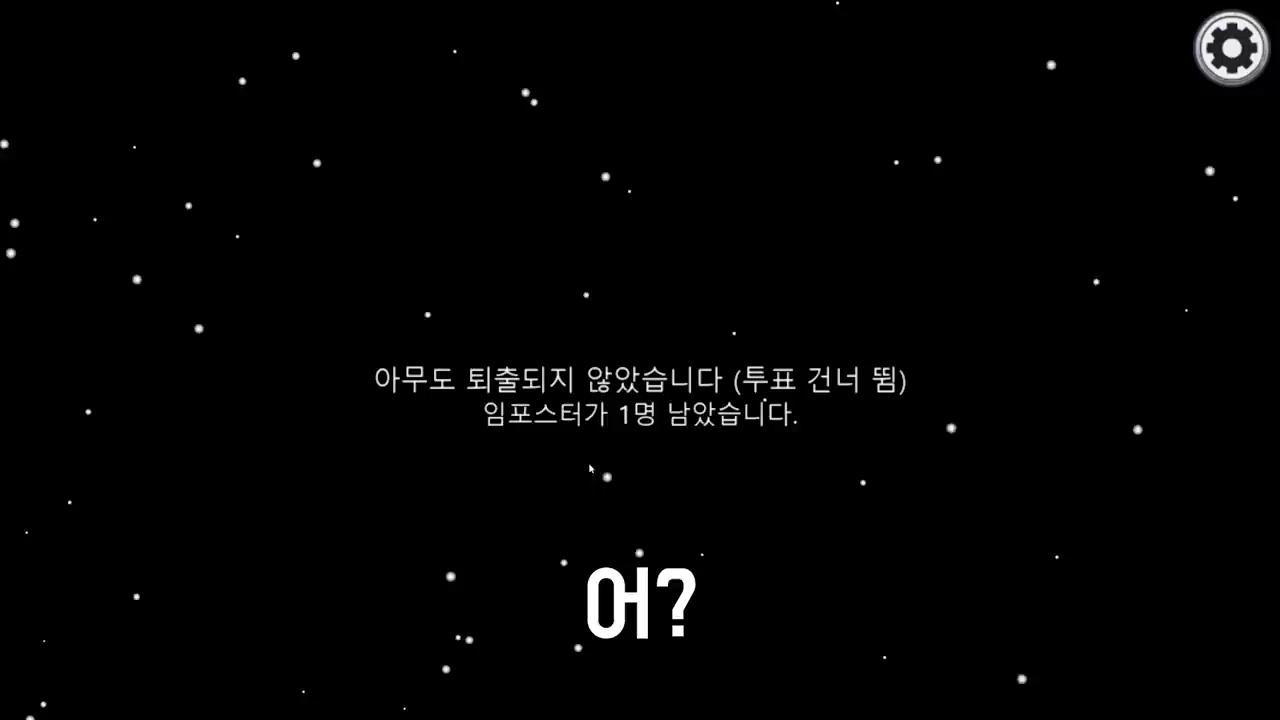 아무도 퇴출되지 않았습니다 (투표 건너 뜀)
임포스터가 1명 남았습니다.
어?